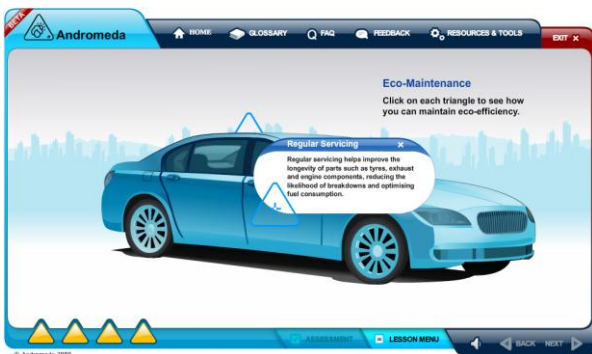 BETA
Andromeda
HOME
GLOSSARY
FAQ
FEEDBACK
RESOURCES & TOOLS
EXIT X
Eco-Maintenance
Click on each triangle to see how
you can maintain eco-efficiency.
Regular Servicing X
Regular servicing helps improve the
longevity of parts such as tyres, exhaust
and engine components, reducing the
likelihood of breakdowns and optimising
fuel consumption.
ASSESSMENT
LESSON MENU
BACK
NEXT
© Andromeda 2009